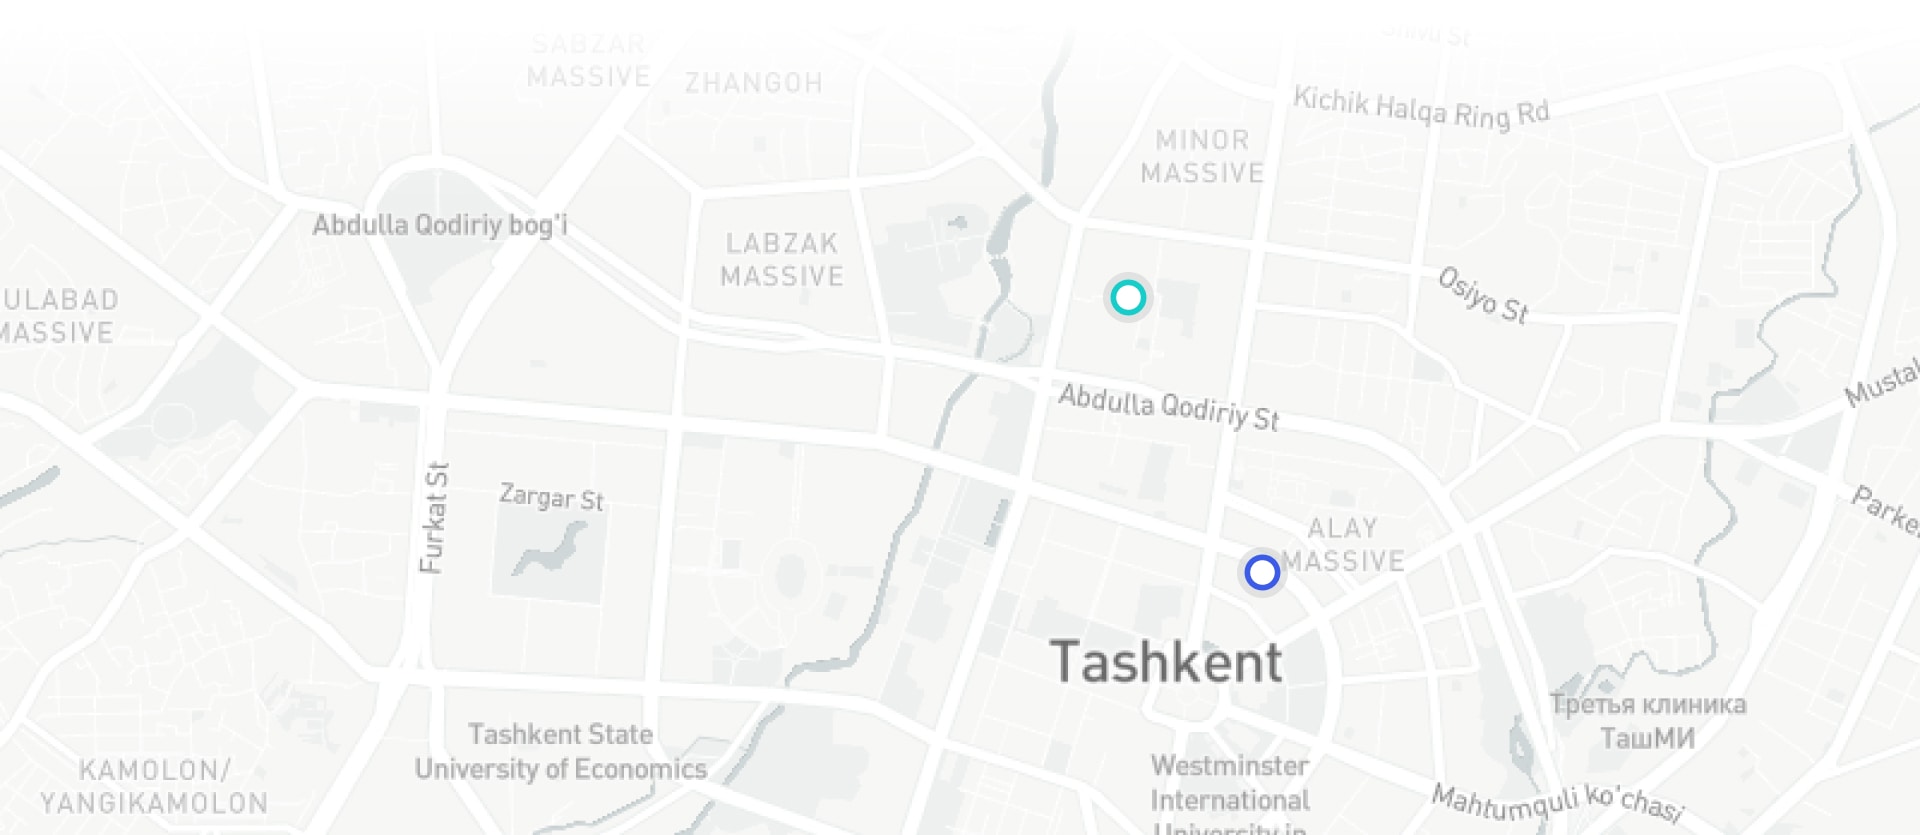 SABZAR
MASSIVE
ZHANGOH
Kichik Halqa Ring Rd
MINOR
MASSIVE
Abdulla Qodiriy bog'i
LABZAK
MASSIVE
Osiyo St
ULABAD
MASSIVE
Abdulla Qodiriy St
Furkat St
Zargar St
ALAY
MASSIVE
Tashkent
Третья клиника
ТашМИ
Tashkent State
University of Economics
KAMOLON/
YANGIKAMOLON
Westminster
International
University in
Mahtumquli ko'chasi